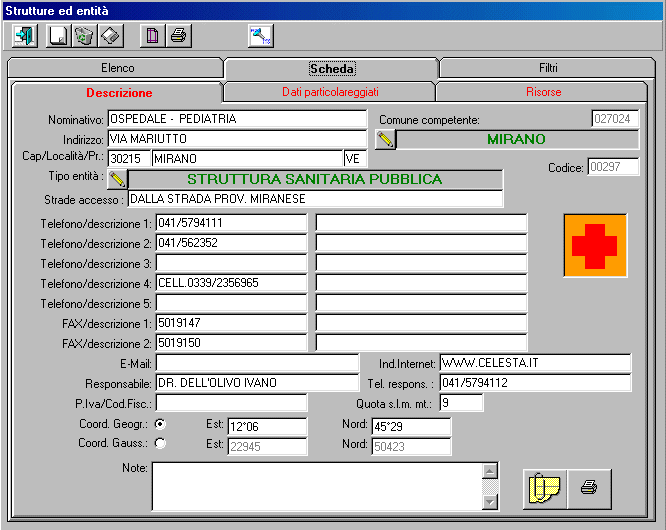 Strutture ed entità
Elenco Scheda Filtri
Descrizione Dati particolareggiati Risorse
Nominativo: OSPEDALE - PEDIATRIA Comune competente: 027024
Indirizzo: VIA MARIUTTO MIRANO
Cap/Località/Pr.: 30215 MIRANO VE
Codice: 00297
Tipo entità : STRUTTURA SANITARIA PUBBLICA
Strade accesso : DALLA STRADA PROV. MIRANESE
Telefono/descrizione 1: 041/5794111
Telefono/descrizione 2: 041/562352
Telefono/descrizione 3:
Telefono/descrizione 4: CELL.0339/2356965
Telefono/descrizione 5:
FAX/descrizione 1: 5019147
FAX/descrizione 2: 5019150
E-Mail: Ind.Internet: WWW.CELESTA.IT
Responsabile: DR. DELL'OLIVO IVANO Tel. respons. : 041/5794112
P.Iva/Cod.Fisc.: Quota s.l.m. mt.: 9
Coord. Geogr.: Est: 12°06 Nord: 45°29
Coord. Gauss.: Est: 22945 Nord: 50423
Note: